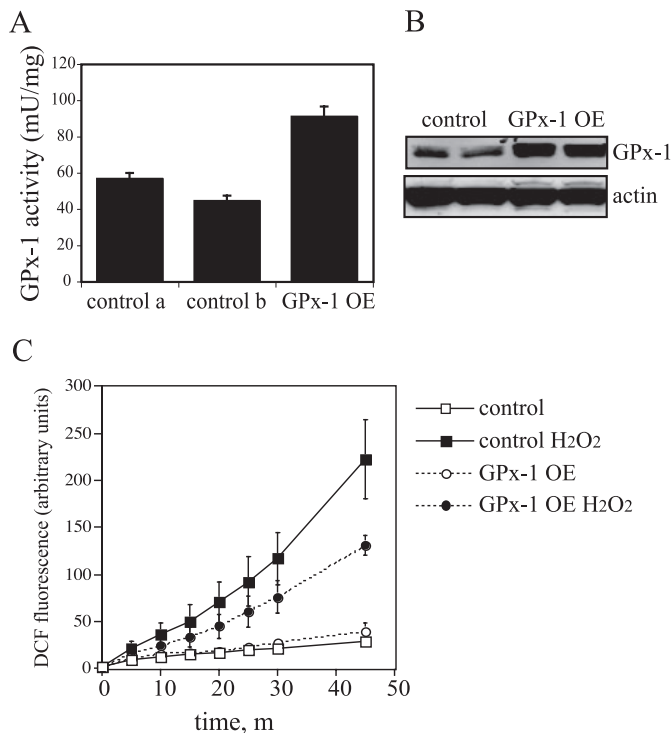 A
GPx-1 activity (mU/mg)
120
100
80
60
40
20
0
control a
control b
GPx-1 OE
B
control GPx-1 OE
GPx-1
actin
C
DCF fluorescence (arbitrary units)
300
250
200
150
100
50
0
0 10 20 30 40 50
time, m
control
control H2O2
GPx-1 OE
GPx-1 OE H2O2